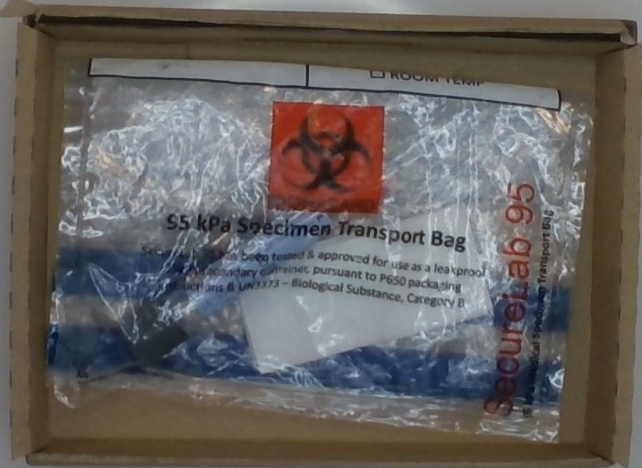 ROOM TEMP
95 kPa Specimen Transport Bag
has been tested & approved for use as a leakproof
secondary container, pursuant to P650 packaging
& UN3373 – Biological Substance, Category B
SecureLab 95
Transport Bag